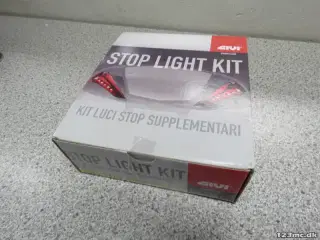 GIVI
STOP LIGHT KIT
KIT LUCI STOP SUPPLEMENTARI
STOP LIGHT KIT
GIVI
123mc.dk